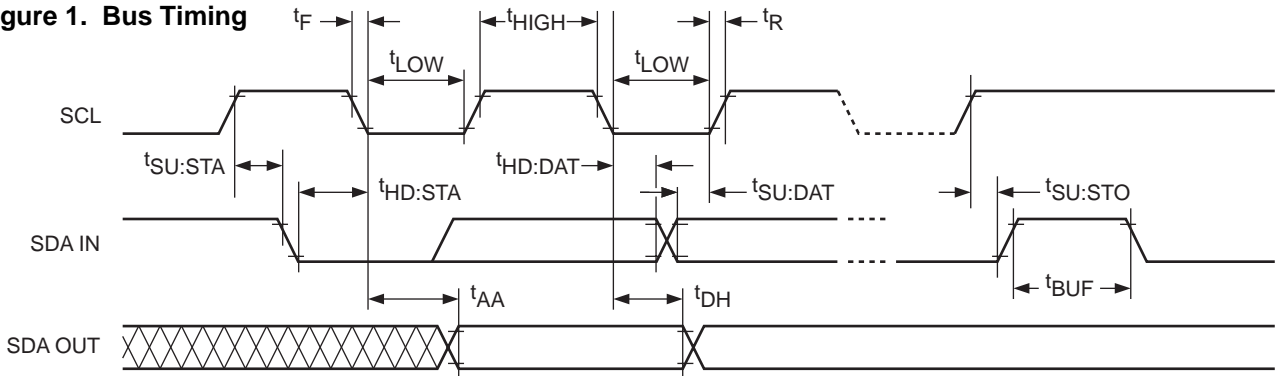 gure 1. Bus Timing
tF
tHIGH
tR
tLOW
tLOW
SCL
tSU:STA
tHD:STA
tHD:DAT
tSU:DAT
tSU:STO
SDA IN
tBUF
tAA
tDH
SDA OUT